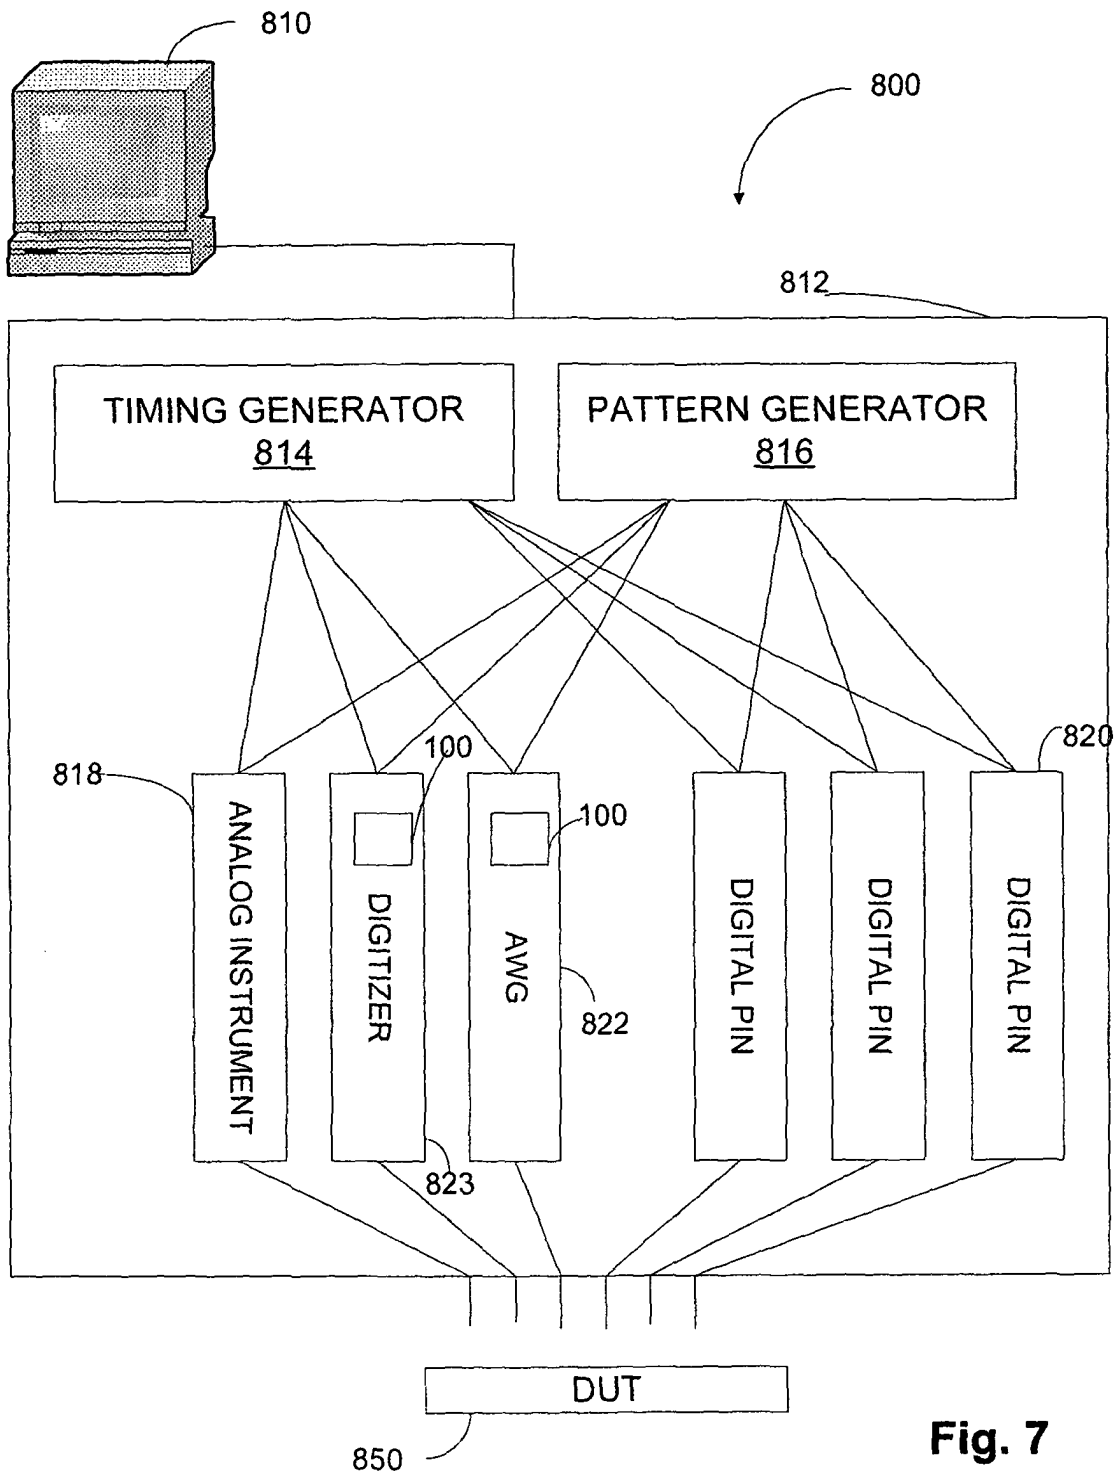 810
800
812
TIMING GENERATOR
814
PATTERN GENERATOR
816
100
820
818
100
ANALOG INSTRUMENT
DIGITIZER
AWG
DIGITAL PIN
DIGITAL PIN
DIGITAL PIN
822
823
DUT
850
Fig. 7